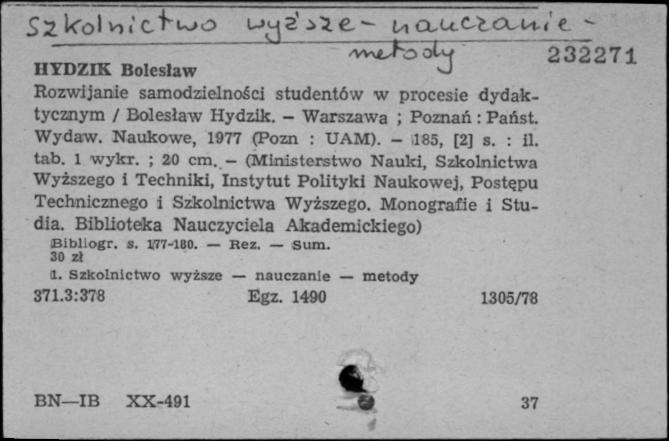 Szkolnictwo wyższe - nauczanie -
metody
232271
HYDZIK Bolesław
Rozwijanie samodzielności studentów w procesie dydak-
tycznym / Bolesław Hydzik. — Warszawa ; Poznań : Państ.
Wydaw. Naukowe, 1977 (Pozn : UAM). — 185, [2] s. : il.
tab. 1 wykr. ; 20 cm. — (Ministerstwo Nauki, Szkolnictwa
Wyższego i Techniki, Instytut Polityki Naukowej, Postępu
Technicznego i Szkolnictwa Wyższego. Monografie i Stu-
dia. Biblioteka Nauczyciela Akademickiego)
Bibliogr. s. 177-180. — Rez. — Sum.
30 zł
1. Szkolnictwo wyższe — nauczanie — metody
371.3:378 Egz. 1490 1305/78
BN—IB XX-491 37